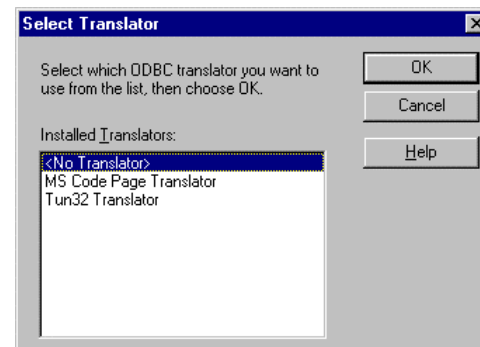 Select Translator
Select which ODBC translator you want to
use from the list, then choose OK.
Installed Translators:
<No Translator>
MS Code Page Translator
Tun32 Translator
OK
Cancel
Help